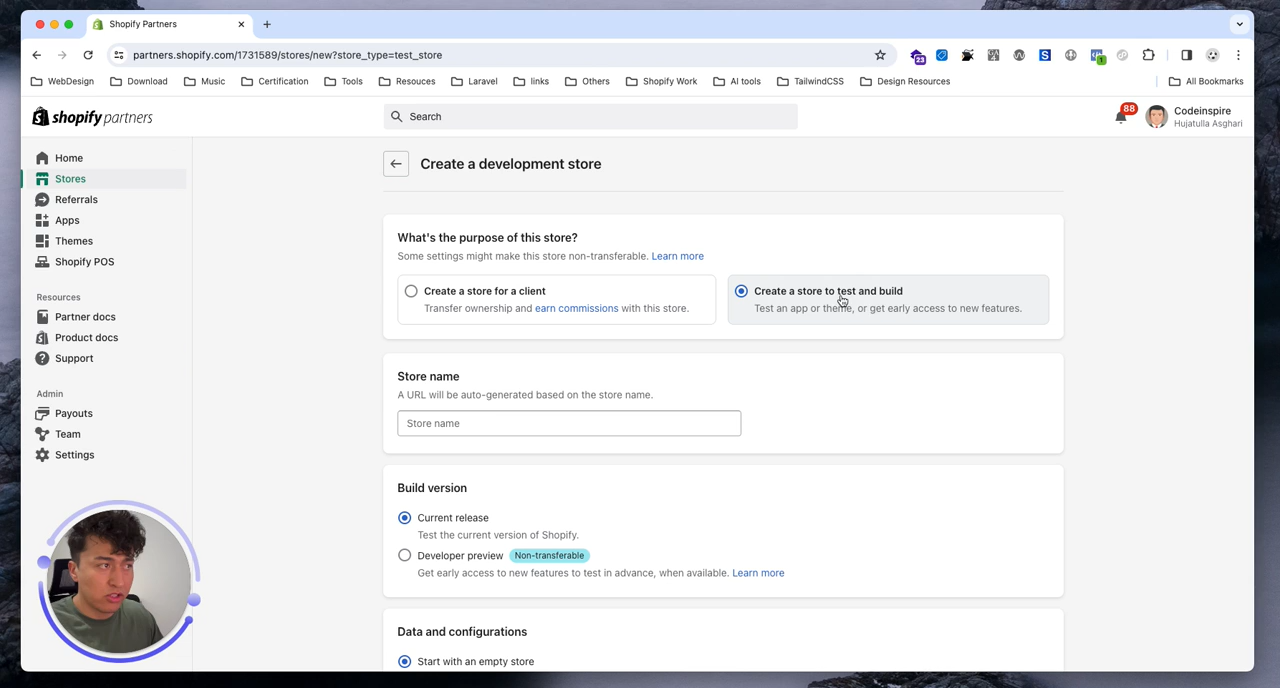 Shopify Partners
partners.shopify.com/1731589/stores/new?store_type=test_store
23
1
WebDesign
Download
Music
Certification
Tools
Resouces
Laravel
links
Others
Shopify Work
AI tools
TailwindCSS
Design Resources
All Bookmarks
shopify partners
Search
88
Codeinspire
Hujatulla Asghari
Home
Stores
Referrals
Apps
Themes
Shopify POS
Resources
Partner docs
Product docs
Support
Admin
Payouts
Team
Settings
Create a development store
What's the purpose of this store?
Some settings might make this store non-transferable. Learn more
Create a store for a client
Transfer ownership and earn commissions with this store.
Create a store to test and build
Test an app or theme, or get early access to new features.
Store name
A URL will be auto-generated based on the store name.
Store name
Build version
Current release
Test the current version of Shopify.
Developer preview Non-transferable
Get early access to new features to test in advance, when available. Learn more
Data and configurations
Start with an empty store